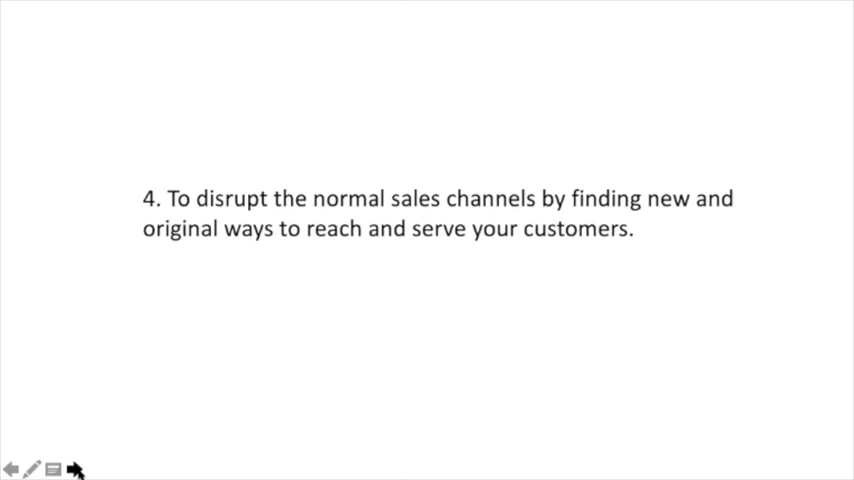 4. To disrupt the normal sales channels by finding new and
original ways to reach and serve your customers.